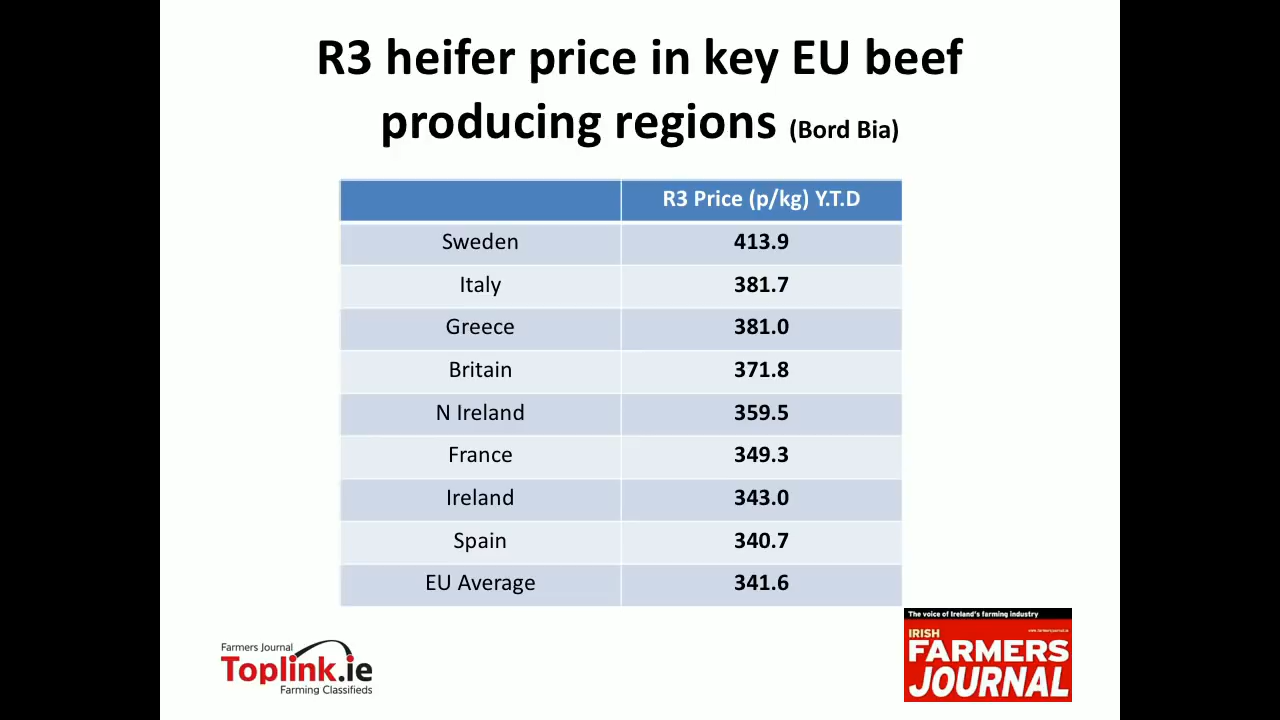 R3 heifer price in key EU beef
producing regions (Bord Bia)
R3 Price (p/kg) Y.T.D
Sweden 413.9
Italy 381.7
Greece 381.0
Britain 371.8
N Ireland 359.5
France 349.3
Ireland 343.0
Spain 340.7
EU Average 341.6
Farmers Journal
Toplink.ie
Farming Classifieds
The voice of Ireland's farming industry
www.farmersjournal.ie
IRISH
FARMERS
JOURNAL